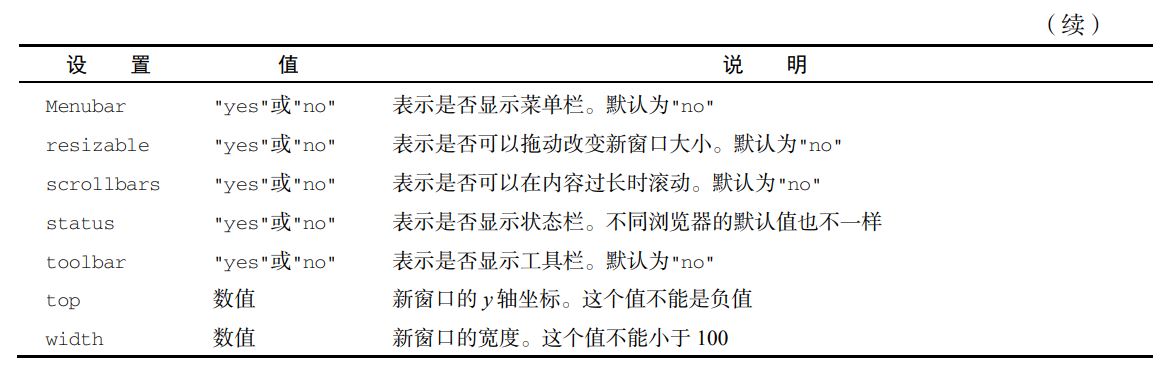 （续）
设 置 值 说 明
Menubar "yes"或"no" 表示是否显示菜单栏。默认为"no"
resizable "yes"或"no" 表示是否可以拖动改变新窗口大小。默认为"no"
scrollbars "yes"或"no" 表示是否可以在内容过长时滚动。默认为"no"
status "yes"或"no" 表示是否显示状态栏。不同浏览器的默认值也不一样
toolbar "yes"或"no" 表示是否显示工具栏。默认为"no"
top 数值 新窗口的y轴坐标。这个值不能是负值
width 数值 新窗口的宽度。这个值不能小于100